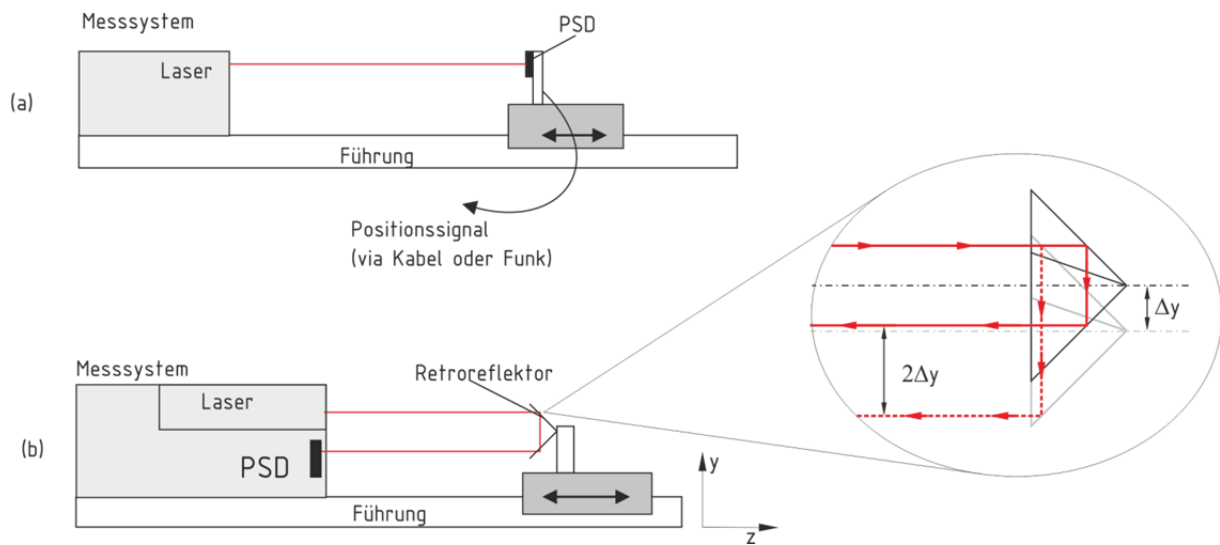 Messsystem
PSD
Laser
(a)
Führung
Positionssignal
(via Kabel oder Funk)
Δy
2Δy
Messsystem
Retroreflektor
Laser
(b)
PSD
y
Führung
z